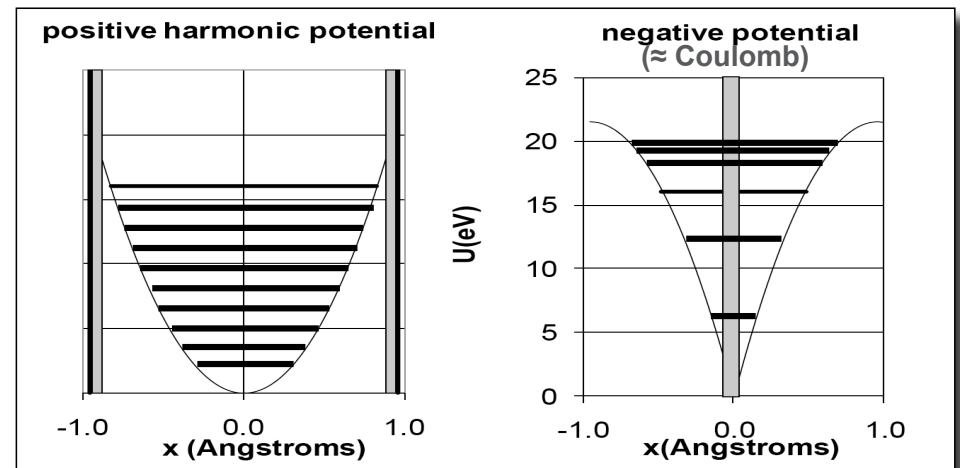 positive harmonic potential
-1.0 0.0 1.0
x (Angstroms)
negative potential
(≈ Coulomb)
U(eV)
25
20
15
10
5
0
-1.0 0.0 1.0
x(Angstroms)